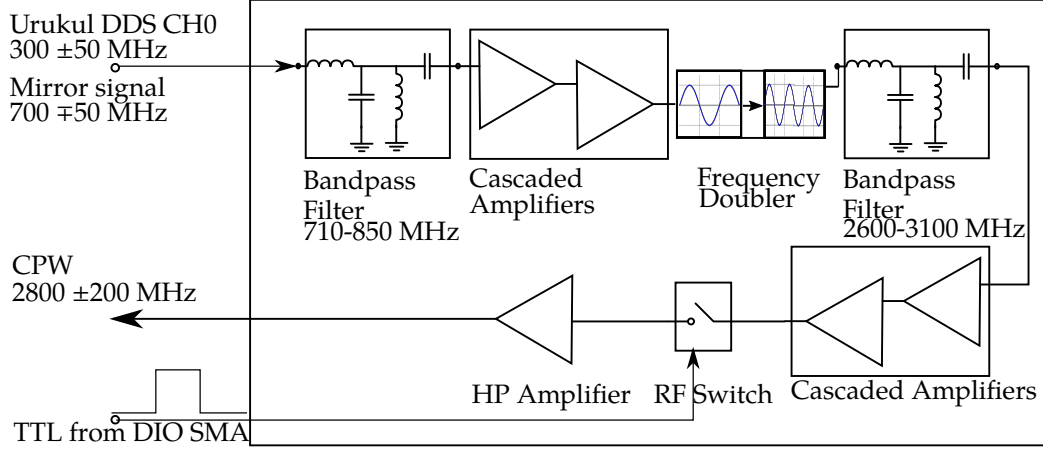 Urukul DDS CH0
300 ±50 MHz
Mirror signal
700 ∓50 MHz
Bandpass
Filter
710-850 MHz
Cascaded
Amplifiers
Frequency
Doubler
Bandpass
Filter
2600-3100 MHz
CPW
2800 ±200 MHz
HP Amplifier
RF Switch
Cascaded Amplifiers
TTL from DIO SMA